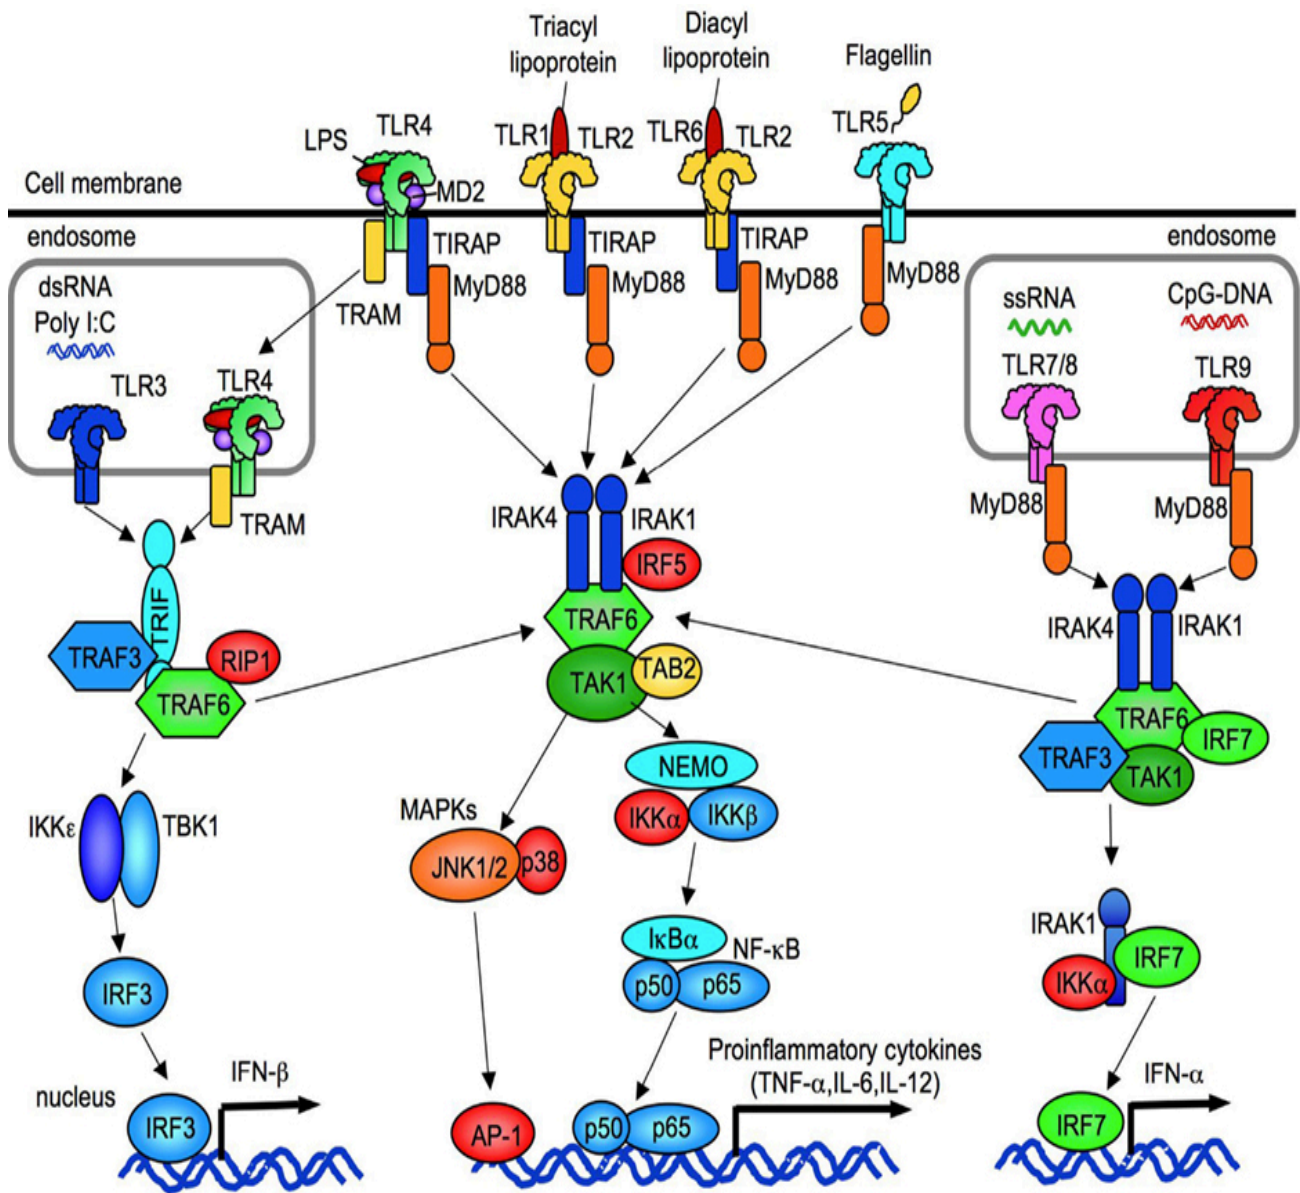 Triacyl
lipoprotein
Diacyl
lipoprotein
Flagellin
LPS
TLR4
TLR1
TLR2
TLR6
TLR2
TLR5
MD2
Cell membrane
endosome
endosome
TIRAP
MyD88
TRAM
TIRAP
MyD88
TIRAP
MyD88
MyD88
dsRNA
Poly I:C
TLR3
TLR4
TRAM
ssRNA
TLR7/8
CpG-DNA
TLR9
MyD88
MyD88
IRAK4
IRAK1
IRF5
TRAF6
TAK1
TAB2
TRIF
TRAF3
RIP1
TRAF6
IRAK4
IRAK1
TRAF6
TRAF3
TAK1
IRF7
NEMO
IKKα
IKKβ
MAPKs
JNK1/2
p38
IKKε
TBK1
IκBα
NF-κB
p50
p65
IRAK1
IKKα
IRF7
IRF3
nucleus
IRF3
IFN-β
AP-1
p50
p65
Proinflammatory cytokines
(TNF-α,IL-6,IL-12)
IRF7
IFN-α